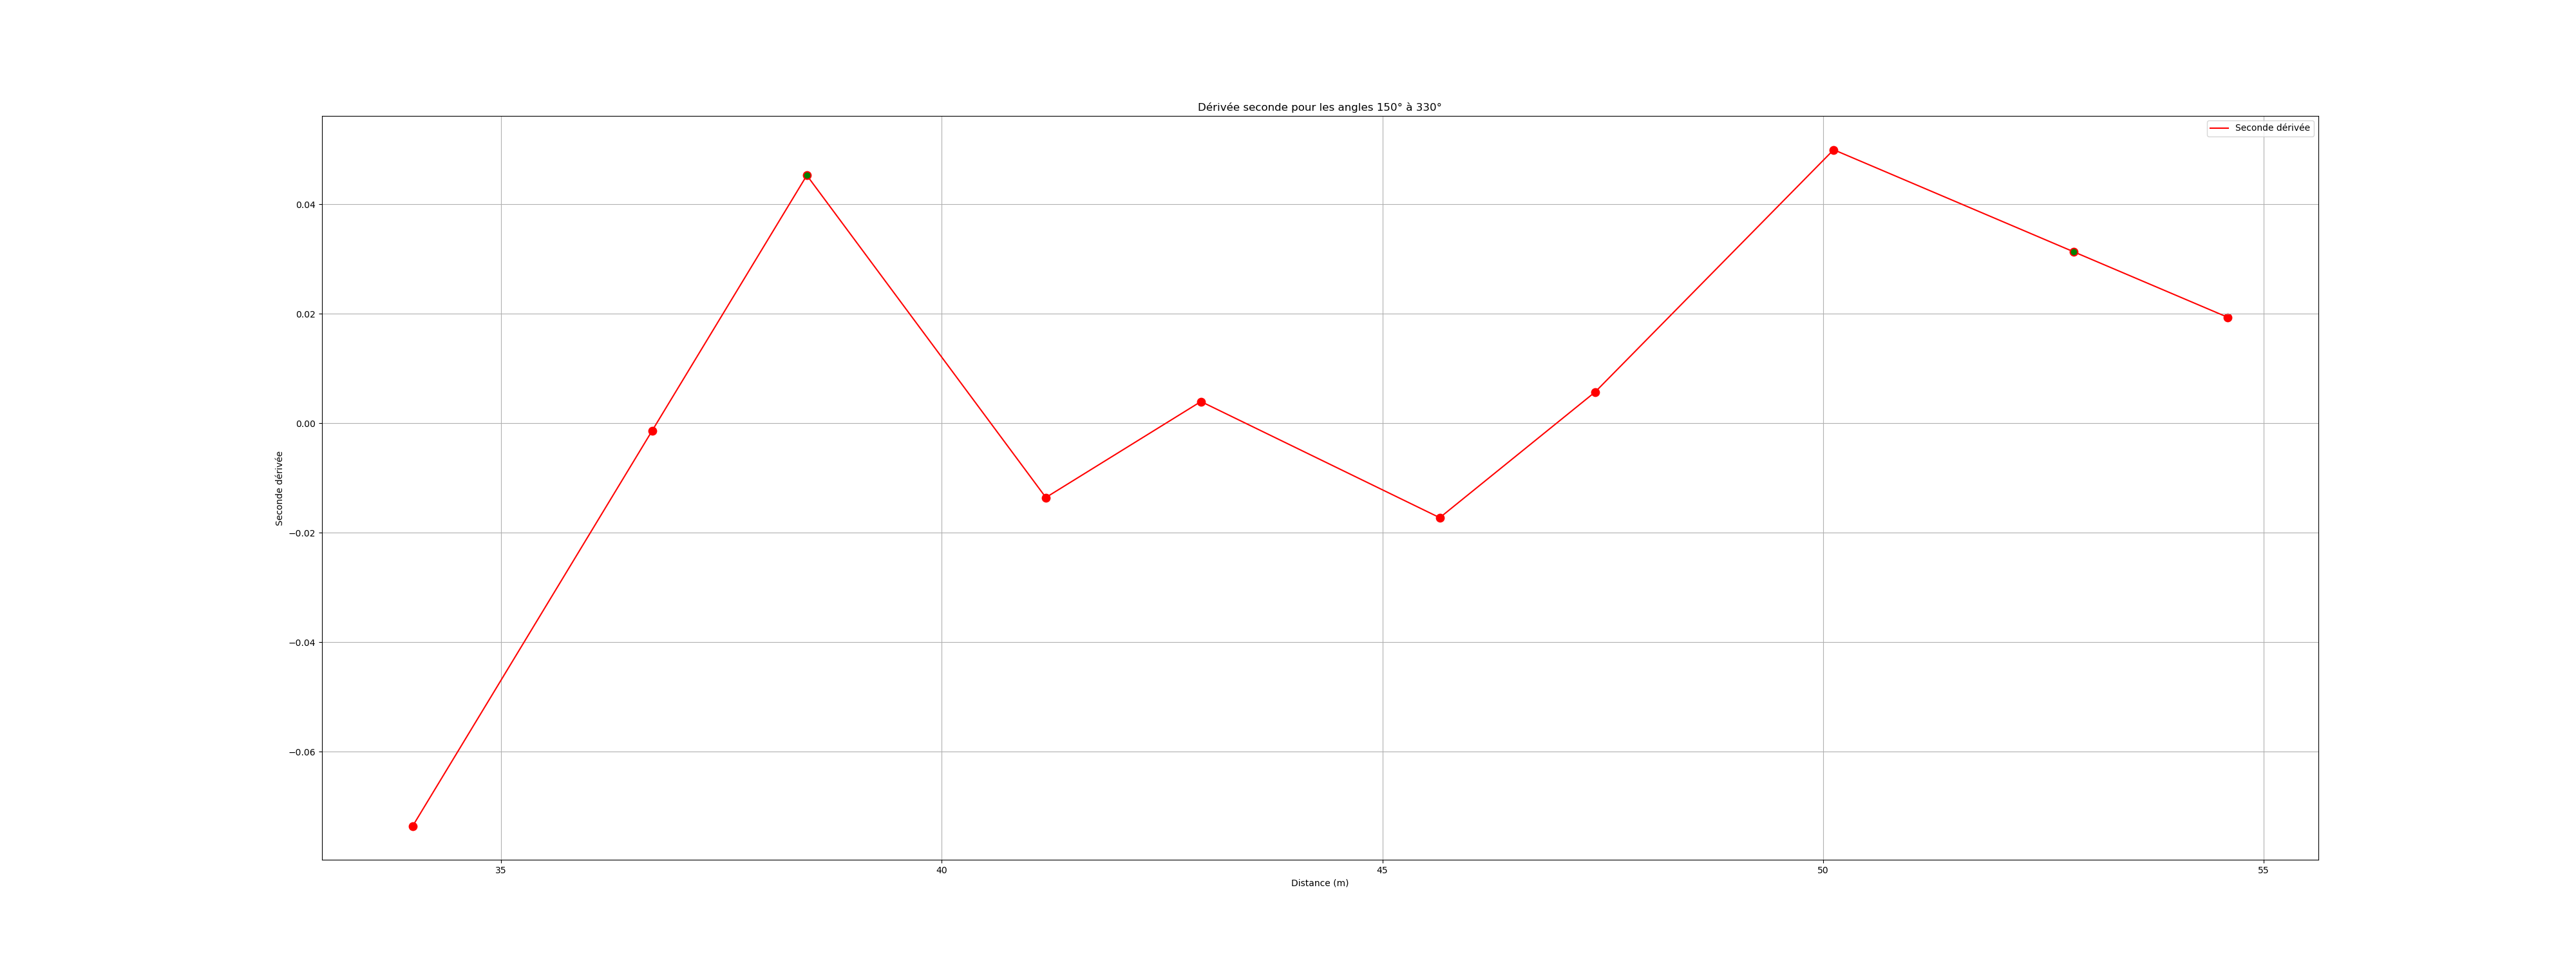 Dérivée seconde pour les angles 150° à 330°
Seconde dérivée
0.04
0.02
0.00
−0.02
−0.04
−0.06
Seconde dérivée
35
40
45
50
55
Distance (m)